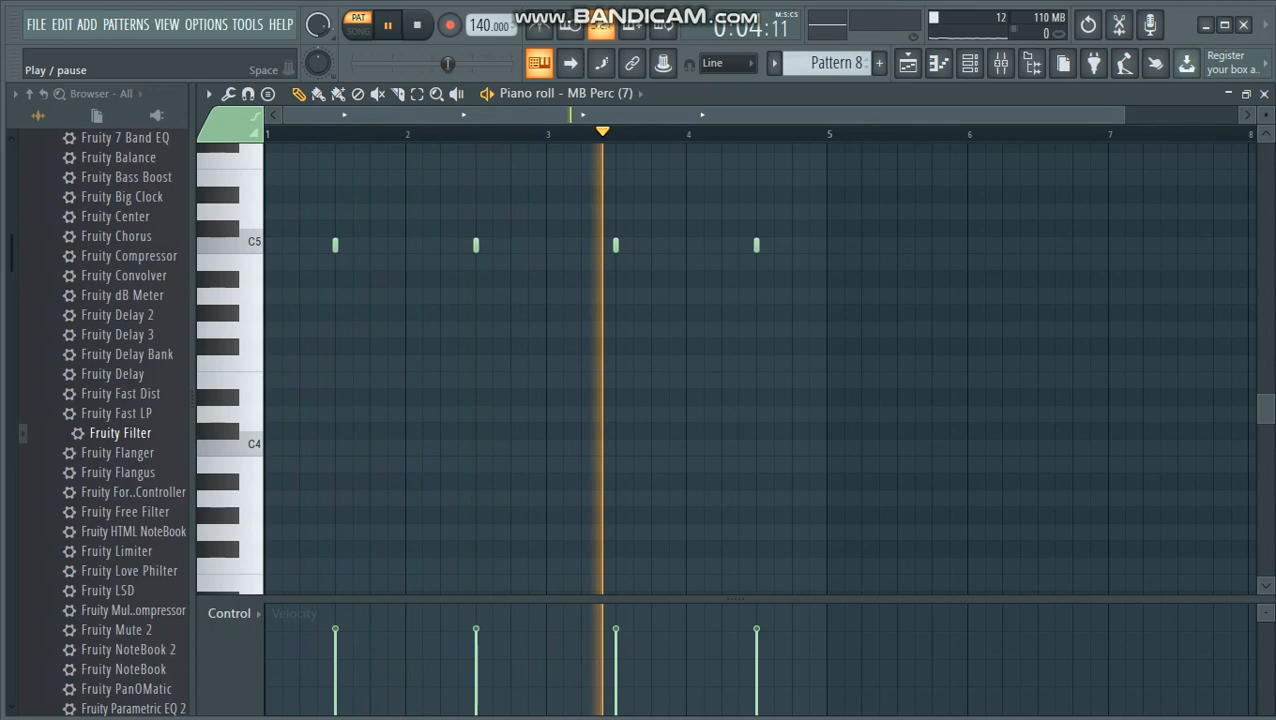 www.BANDICAM.com
FILE EDIT ADD PATTERNS VIEW OPTIONS TOOLS HELP
PAT
SONG
140.000
0:04:11
M:S:CS
12
110 MB
0
Play / pause
Space
Line
Pattern 8
Register
your box a..
Browser - All
Piano roll - MB Perc (7)
1 2 3 4 5 6 7 8
Fruity 7 Band EQ
Fruity Balance
Fruity Bass Boost
Fruity Big Clock
Fruity Center
Fruity Chorus
C5
Fruity Compressor
Fruity Convolver
Fruity dB Meter
Fruity Delay 2
Fruity Delay 3
Fruity Delay Bank
Fruity Delay
Fruity Fast Dist
Fruity Fast LP
Fruity Filter
C4
Fruity Flanger
Fruity Flangus
Fruity For..Controller
Fruity Free Filter
Fruity HTML NoteBook
Fruity Limiter
Fruity Love Philter
Fruity LSD
Fruity Mul..ompressor
Control
Velocity
Fruity Mute 2
Fruity NoteBook 2
Fruity NoteBook
Fruity PanOMatic
Fruity Parametric EQ 2